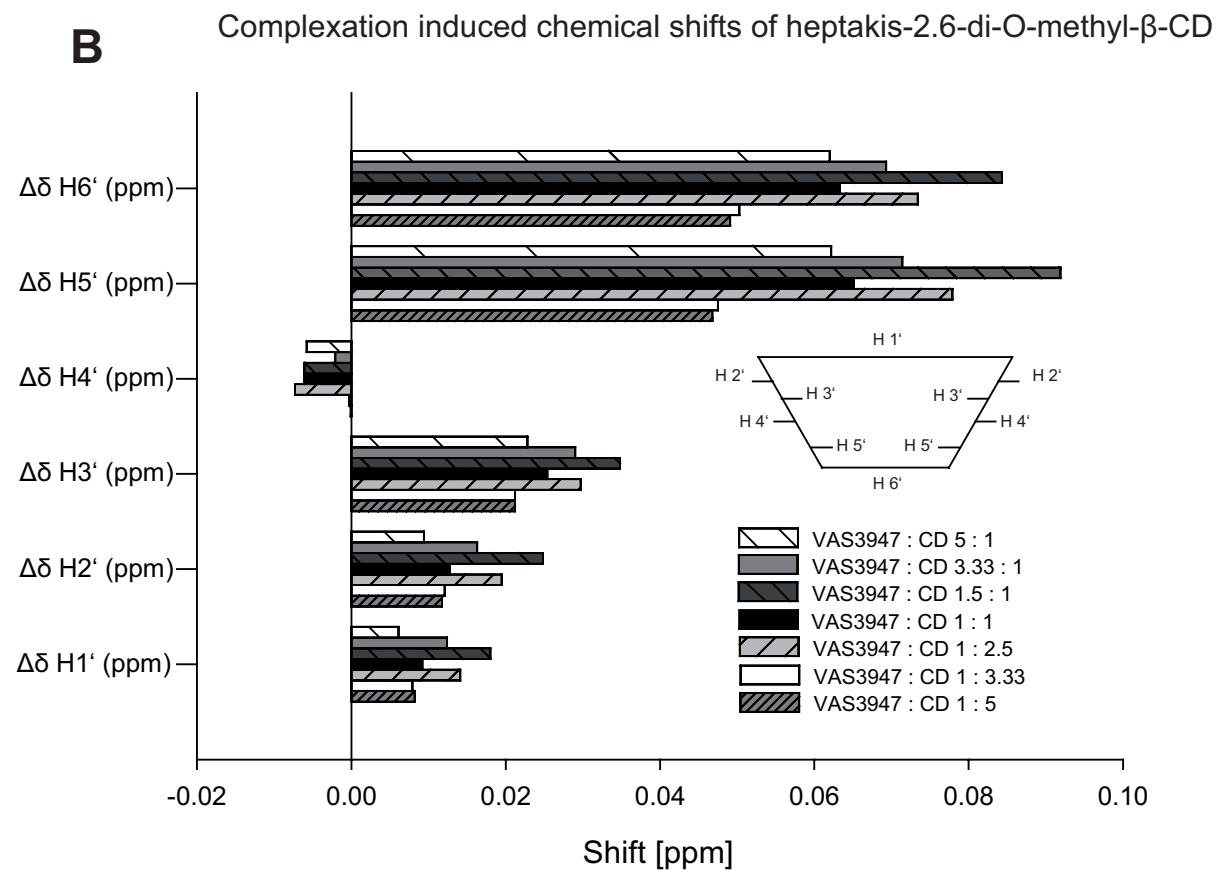 B
Complexation induced chemical shifts of heptakis-2.6-di-O-methyl-β-CD
Δδ H6‘ (ppm)
Δδ H5‘ (ppm)
Δδ H4‘ (ppm)
Δδ H3‘ (ppm)
Δδ H2‘ (ppm)
Δδ H1‘ (ppm)
H 1‘
H 2‘ H 2‘
H 3‘ H 3‘
H 4‘ H 4‘
H 5‘ H 5‘
H 6‘
VAS3947 : CD 5 : 1
VAS3947 : CD 3.33 : 1
VAS3947 : CD 1.5 : 1
VAS3947 : CD 1 : 1
VAS3947 : CD 1 : 2.5
VAS3947 : CD 1 : 3.33
VAS3947 : CD 1 : 5
-0.02 0.00 0.02 0.04 0.06 0.08 0.10
Shift [ppm]